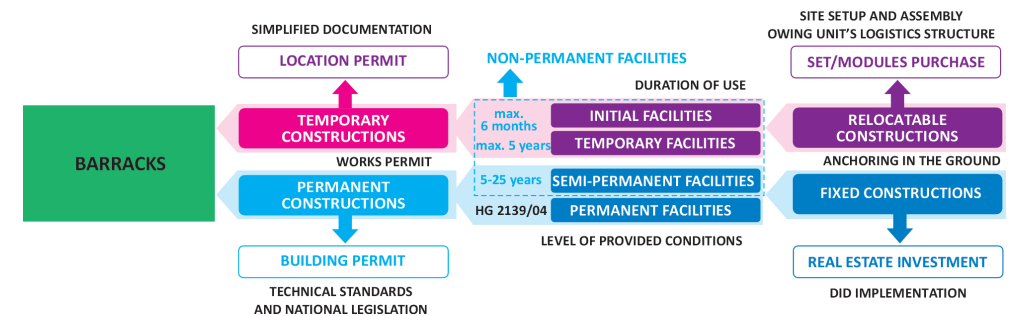 SIMPLIFIED DOCUMENTATION
LOCATION PERMIT
BARRACKS
TEMPORARY
CONSTRUCTIONS
WORKS PERMIT
PERMANENT
CONSTRUCTIONS
BUILDING PERMIT
TECHNICAL STANDARDS
AND NATIONAL LEGISLATION
NON-PERMANENT FACILITIES
DURATION OF USE
max.
6 months
INITIAL FACILITIES
max. 5 years
TEMPORARY FACILITIES
5-25 years
SEMI-PERMANENT FACILITIES
HG 2139/04
PERMANENT FACILITIES
LEVEL OF PROVIDED CONDITIONS
SITE SETUP AND ASSEMBLY
OWING UNIT'S LOGISTICS STRUCTURE
SET/MODULES PURCHASE
RELOCATABLE
CONSTRUCTIONS
ANCHORING IN THE GROUND
FIXED CONSTRUCTIONS
REAL ESTATE INVESTMENT
DID IMPLEMENTATION